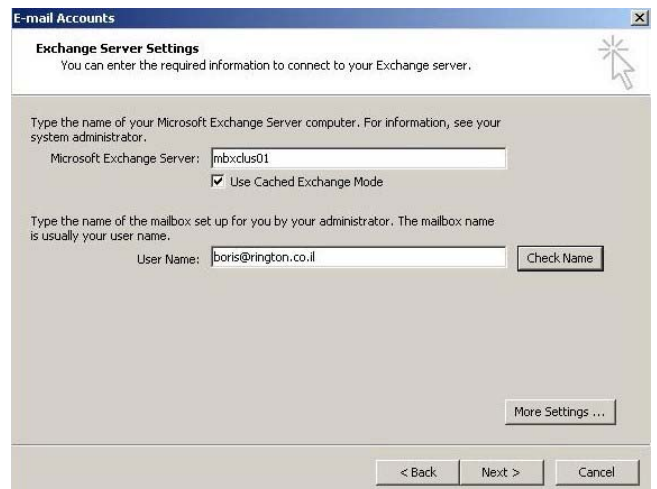 E-mail Accounts
Exchange Server Settings
You can enter the required information to connect to your Exchange server.
Type the name of your Microsoft Exchange Server computer. For information, see your
system administrator.
Microsoft Exchange Server: mbxclus01
Use Cached Exchange Mode
Type the name of the mailbox set up for you by your administrator. The mailbox name
is usually your user name.
User Name: boris@rington.co.il Check Name
More Settings ...
< Back Next > Cancel